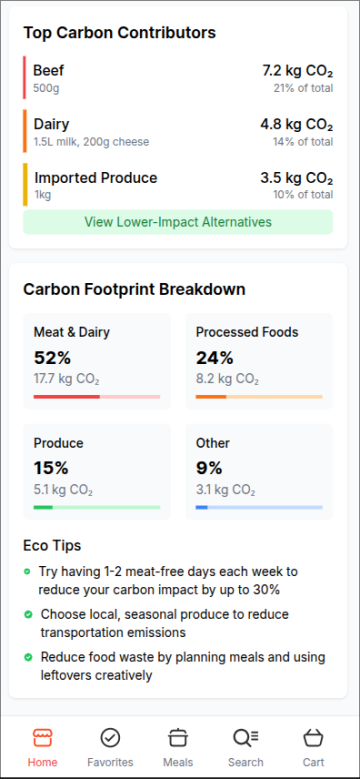 Top Carbon Contributors
Beef 7.2 kg CO₂
500g 21% of total
Dairy 4.8 kg CO₂
1.5L milk, 200g cheese 14% of total
Imported Produce 3.5 kg CO₂
1kg 10% of total
View Lower-Impact Alternatives
Carbon Footprint Breakdown
Meat & Dairy
52%
17.7 kg CO₂
Processed Foods
24%
8.2 kg CO₂
Produce
15%
5.1 kg CO₂
Other
9%
3.1 kg CO₂
Eco Tips
Try having 1-2 meat-free days each week to
reduce your carbon impact by up to 30%
Choose local, seasonal produce to reduce
transportation emissions
Reduce food waste by planning meals and using
leftovers creatively
Home Favorites Meals Search Cart